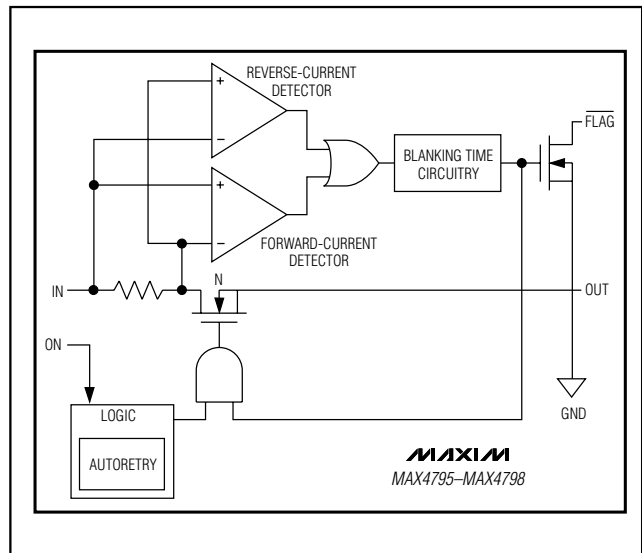 REVERSE-CURRENT
DETECTOR
+
−
FLAG
BLANKING TIME
CIRCUITRY
+
−
FORWARD-CURRENT
DETECTOR
N
IN
OUT
ON
GND
LOGIC
AUTORETRY
MAXIM
MAX4795–MAX4798